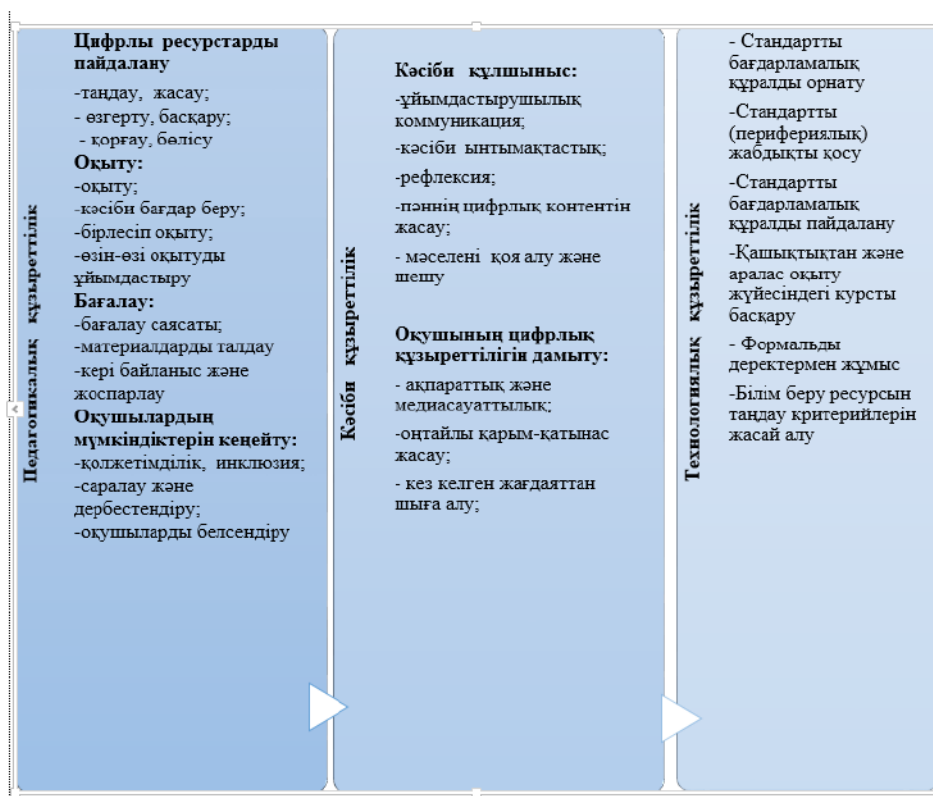 Педагогикалық құзыреттілік
Цифрлы ресурстарды
пайдалану
-таңдау, жасау;
- өзгерту, басқару;
- қорғау, бөлісу
Оқыту:
-оқыту;
-кәсіби бағдар беру;
-бірлесіп оқыту;
-өзін-өзі оқытуды
ұйымдастыру
Бағалау:
-бағалау саясаты;
-материалдарды талдау
-кері байланыс және
жоспарлау
Оқушылардың
мүмкіндіктерін кеңейту:
-қолжетімділік, инклюзия;
-саралау және
дербестендіру;
-оқушыларды белсендіру
Кәсіби құзыреттілік
Кәсіби құлшыныс:
-ұйымдастырушылық
коммуникация;
-кәсіби ынтымақтастық;
-рефлексия;
-пәннің цифрлық контентін
жасау;
- мәселені қоя алу және
шешу
Оқушының цифрлық
құзыреттілігін дамыту:
- ақпараттық және
медиасауаттылық;
-оңтайлы қарым-қатынас
жасау;
- кез келген жағдаяттан
шыға алу;
Технологиялық құзыреттілік
- Стандартты
бағдарламалық
құралды орнату
-Стандартты
(перифериялық)
жабдықты қосу
-Стандартты
бағдарламалық
құралды пайдалану
-Қашықтықтан және
аралас оқыту
жүйесіндегі курсты
басқару
- Формальды
деректермен жұмыс
-Білім беру ресурсын
таңдау критерийлерін
жасай алу